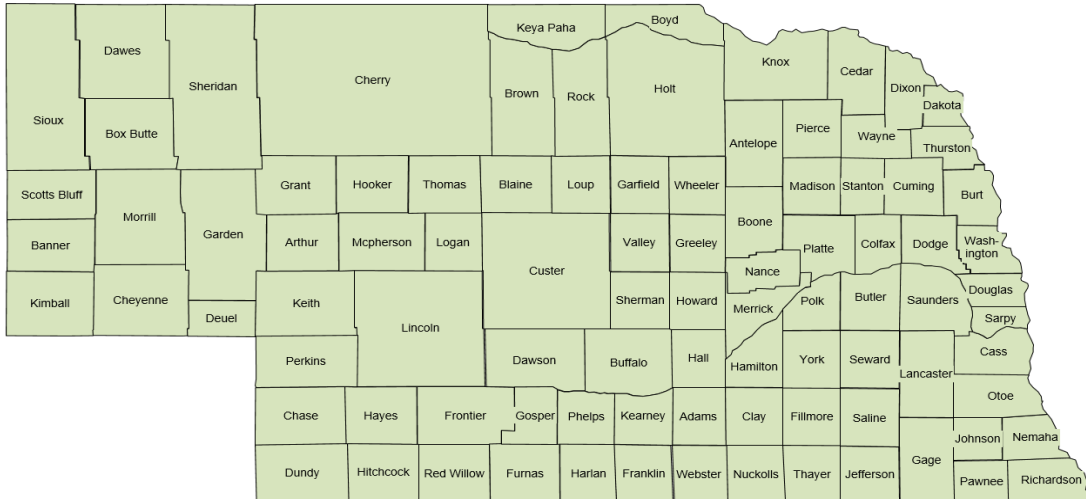 Keya Paha
Boyd
Dawes
Sheridan
Cherry
Knox
Cedar
Dixon
Dakota
Sioux
Box Butte
Brown
Rock
Holt
Antelope
Pierce
Wayne
Thurston
Scotts Bluff
Morrill
Grant
Hooker
Thomas
Blaine
Loup
Garfield
Wheeler
Madison
Stanton
Cuming
Burt
Banner
Garden
Arthur
Mcpherson
Logan
Custer
Valley
Greeley
Boone
Platte
Colfax
Dodge
Wash-
ington
Nance
Kimball
Cheyenne
Deuel
Keith
Lincoln
Sherman
Howard
Merrick
Polk
Butler
Saunders
Douglas
Sarpy
Perkins
Dawson
Buffalo
Hall
Hamilton
York
Seward
Lancaster
Cass
Otoe
Chase
Hayes
Frontier
Gosper
Phelps
Kearney
Adams
Clay
Fillmore
Saline
Johnson
Nemaha
Dundy
Hitchcock
Red Willow
Furnas
Harlan
Franklin
Webster
Nuckolls
Thayer
Jefferson
Gage
Pawnee
Richardson